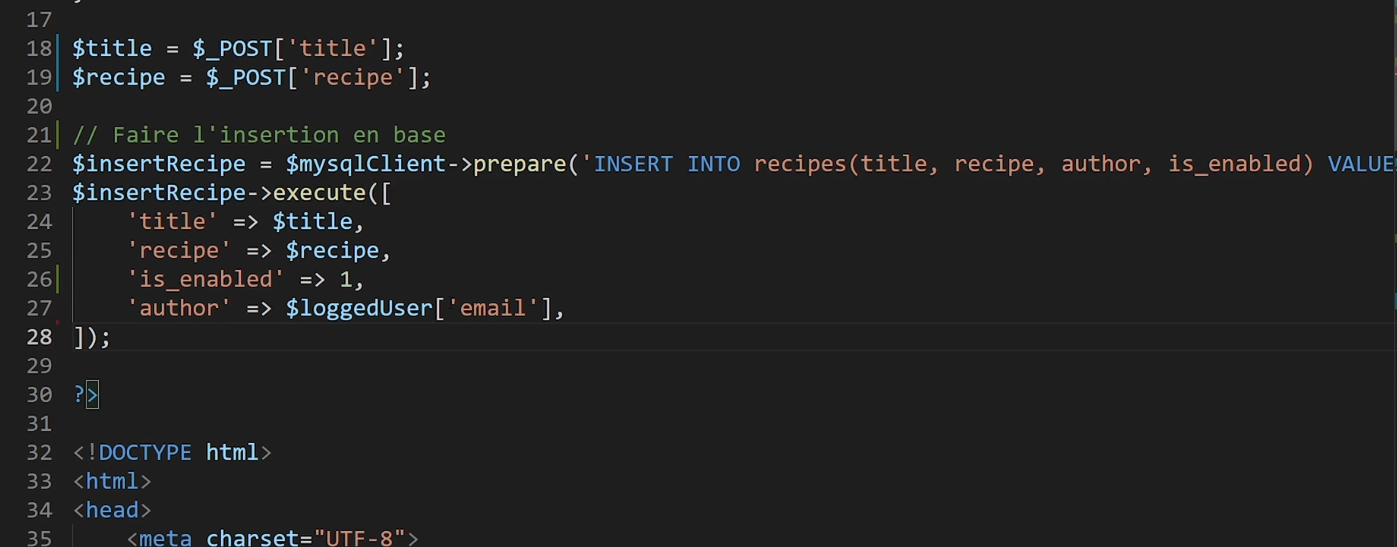 17
18 $title = $_POST['title'];
19 $recipe = $_POST['recipe'];
20
21 // Faire l'insertion en base
22 $insertRecipe = $mysqlClient->prepare('INSERT INTO recipes(title, recipe, author, is_enabled) VALUE
23 $insertRecipe->execute([
24 'title' => $title,
25 'recipe' => $recipe,
26 'is_enabled' => 1,
27 'author' => $loggedUser['email'],
28 ]);
29
30 ?>
31
32 <!DOCTYPE html>
33 <html>
34 <head>
35 <meta charset="UTF-8">